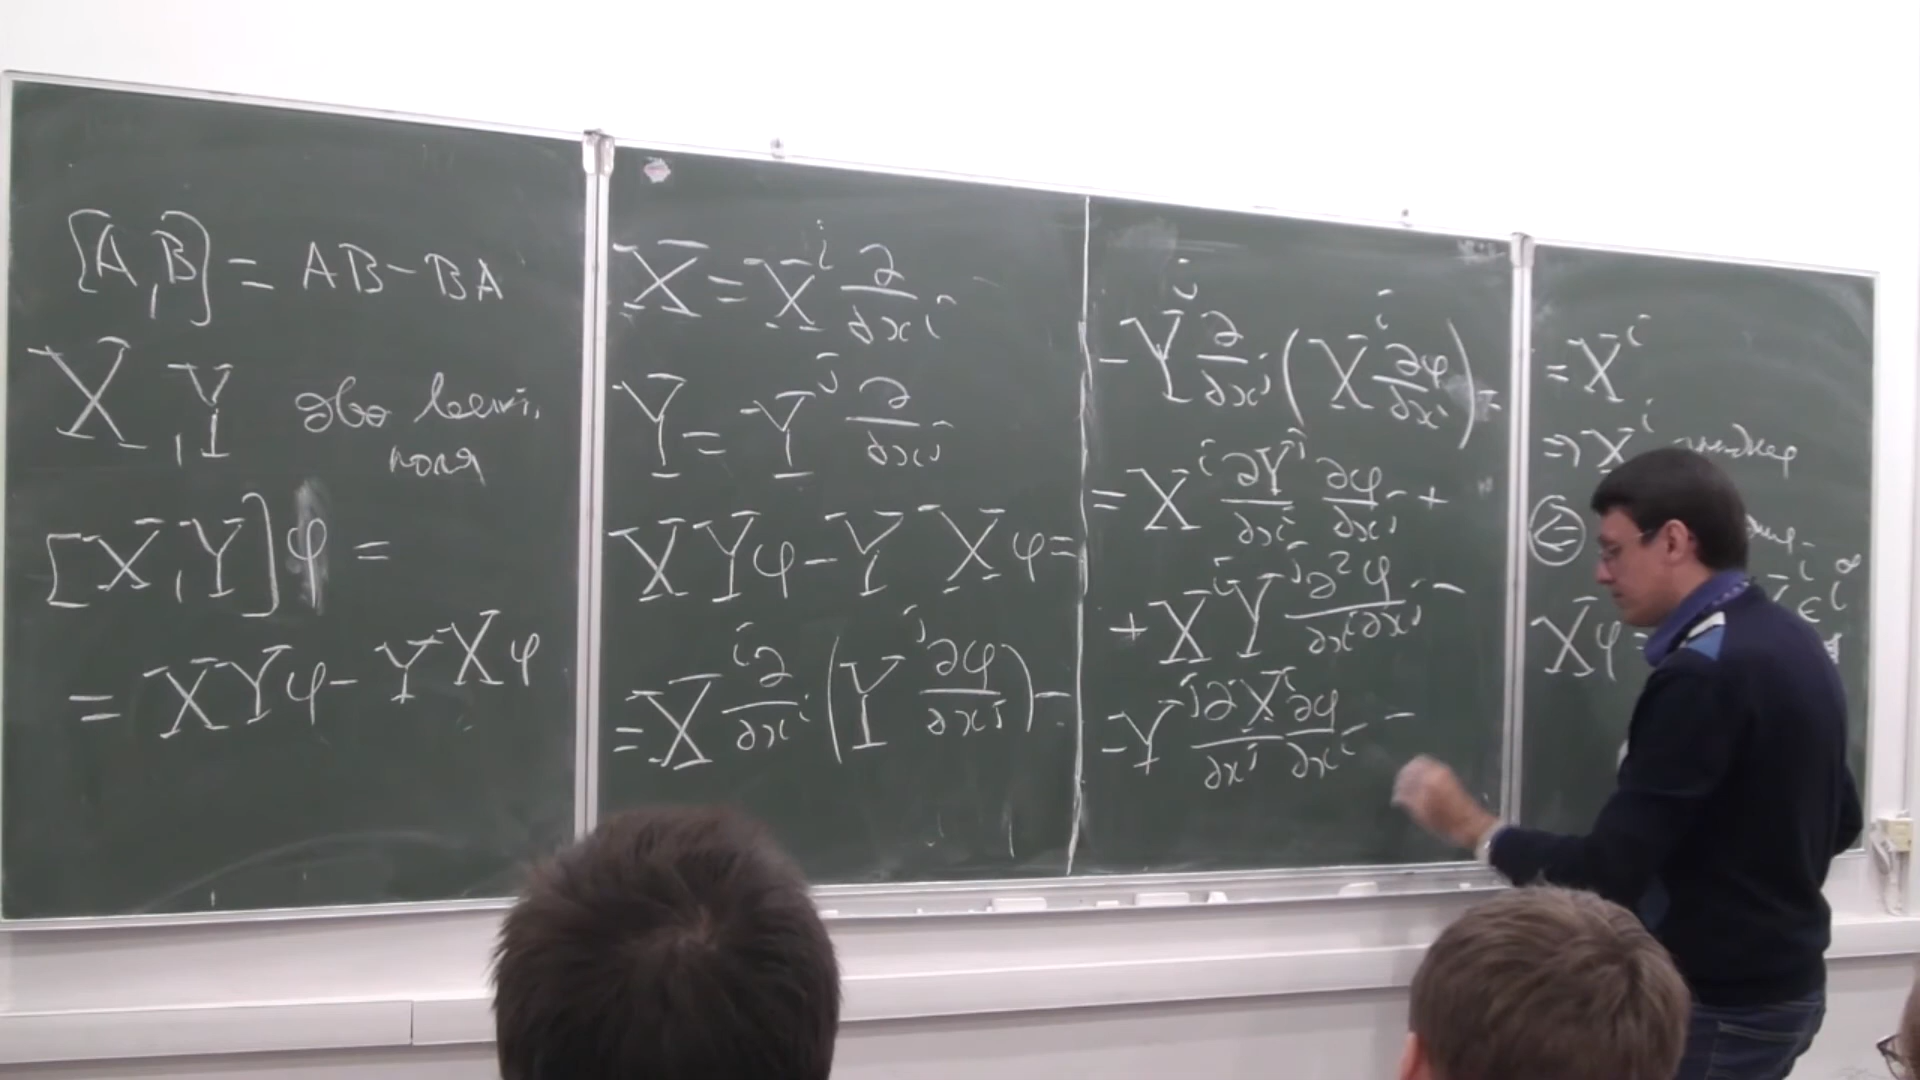 [A,B] = AB - BA
X, Y два вект.
поля
[X,Y]φ =
= XYφ - YXφ
X = X^i ∂/∂x^i
Y = Y^j ∂/∂x^j
XYφ - YXφ =
= X^i ∂/∂x^i (Y^j ∂φ/∂x^j) -
- Y^j ∂/∂x^j (X^i ∂φ/∂x^i) =
= X^i ∂Y^j/∂x^i ∂φ/∂x^j +
+ X^i Y^j ∂²φ/∂x^i∂x^j -
- Y^j ∂X^i/∂x^j ∂φ/∂x^i -
= X^i
⇒ X^i
⇐
Xφ =